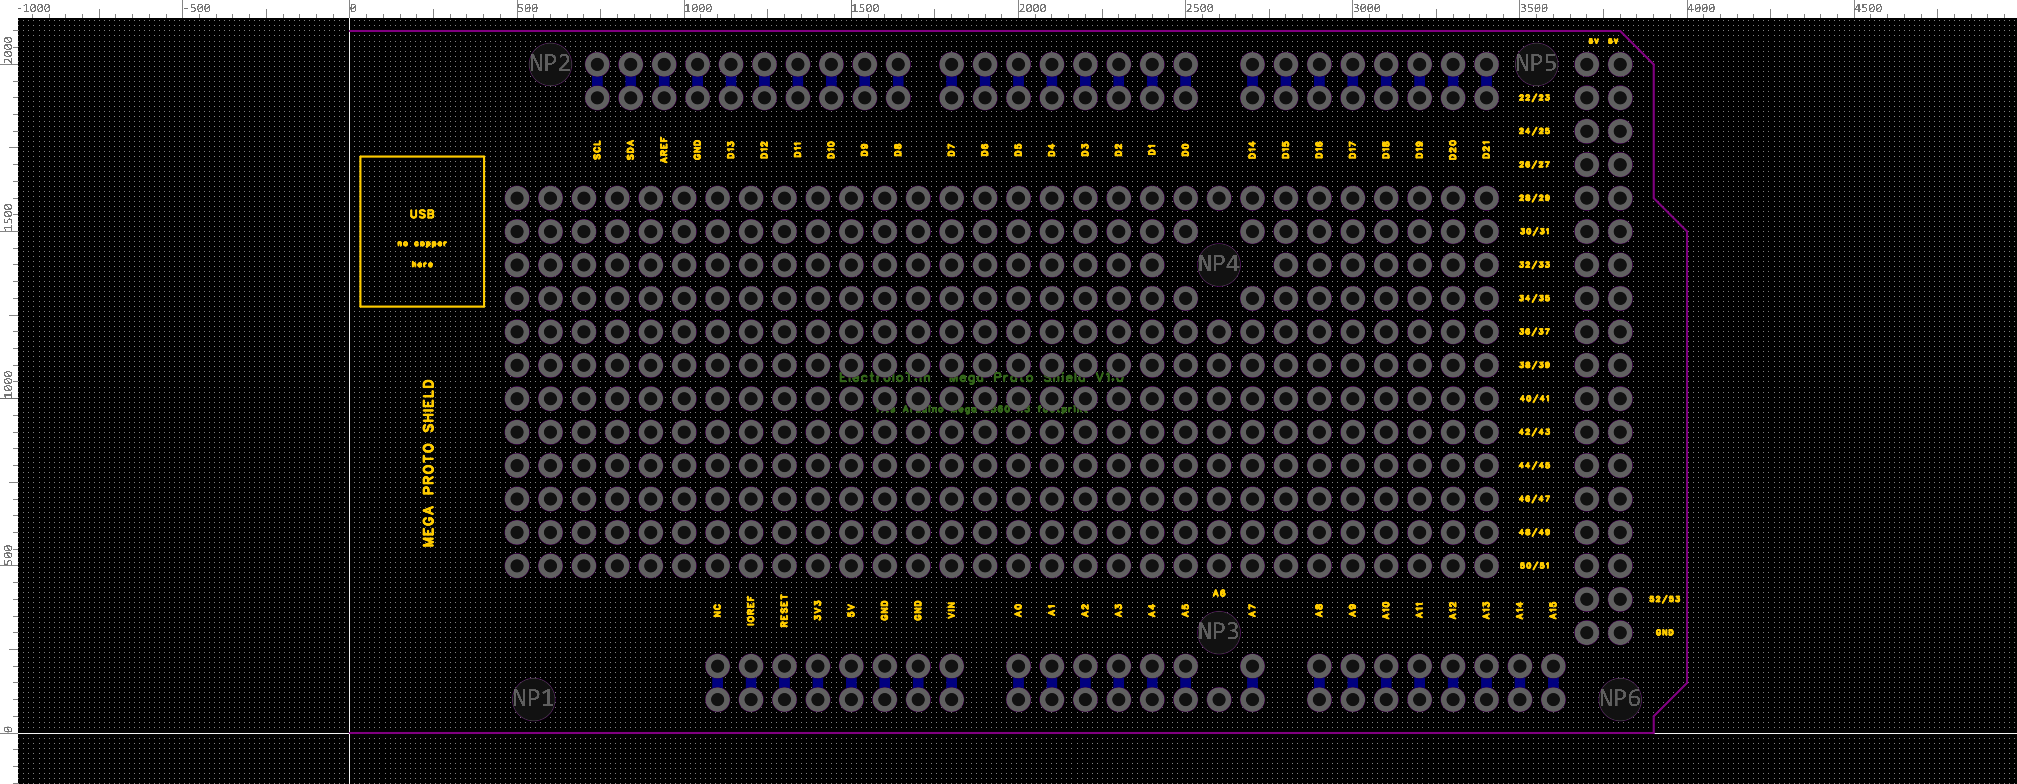 -1000 -500 0 500 1000 1500 2000 2500 3000 3500 4000 4500
2000
1500
1000
500
0
NP2
NP5
5V 5V
22/23
24/25
26/27
28/29
30/31
32/33
34/35
36/37
38/39
40/41
42/43
44/45
46/47
48/49
50/51
52/53
GND
SCL SDA AREF GND D13 D12 D11 D10 D9 D8 D7 D6 D5 D4 D3 D2 D1 D0 D14 D15 D16 D17 D18 D19 D20 D21
USB
no copper
here
NP4
Mega Proto Shield V1.0
MEGA PROTO SHIELD
NC IOREF RESET 3V3 5V GND GND VIN A0 A1 A2 A3 A4 A5 A6 A7 A8 A9 A10 A11 A12 A13 A14 A15
NP3
NP1
NP6